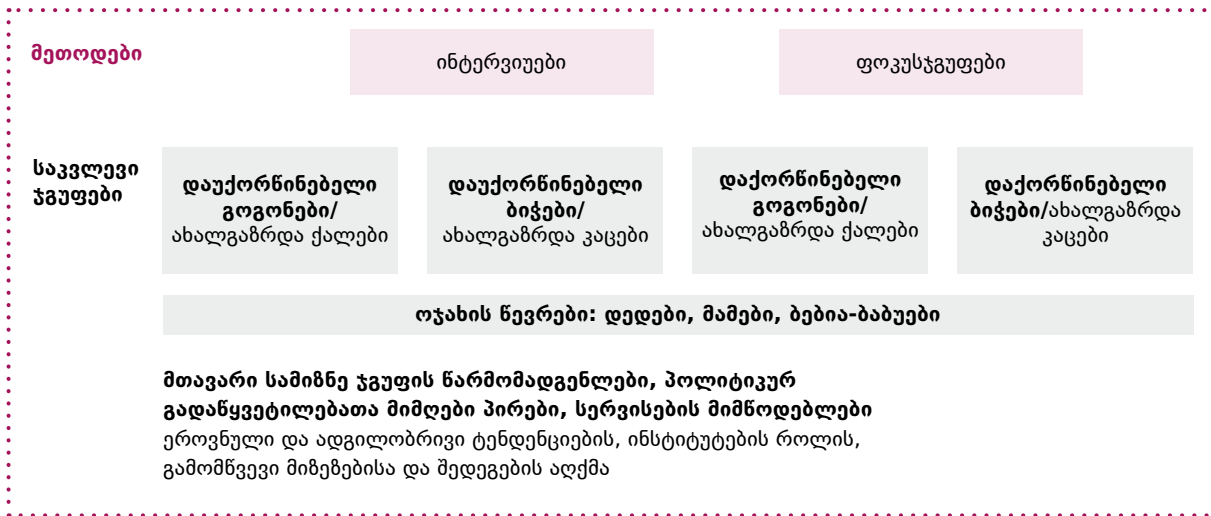 მეთოდები
ინტერვიუები
ფოკუსჯგუფები
საკვლევი
ჯგუფები
დაუქორწინებელი
გოგონები/
ახალგაზრდა ქალები
დაუქორწინებელი
ბიჭები/
ახალგაზრდა კაცები
დაქორწინებელი
გოგონები/
ახალგაზრდა ქალები
დაქორწინებელი
ბიჭები/ახალგაზრდა
კაცები
ოჯახის წევრები: დედები, მამები, ბებია-ბაბუები
მთავარი სამიზნე ჯგუფის წარმომადგენლები, პოლიტიკურ
გადაწყვეტილებათა მიმღები პირები, სერვისების მიმწოდებლები
ეროვნული და ადგილობრივი ტენდენციების, ინსტიტუტების როლის,
გამომწვევი მიზეზებისა და შედეგების აღქმა